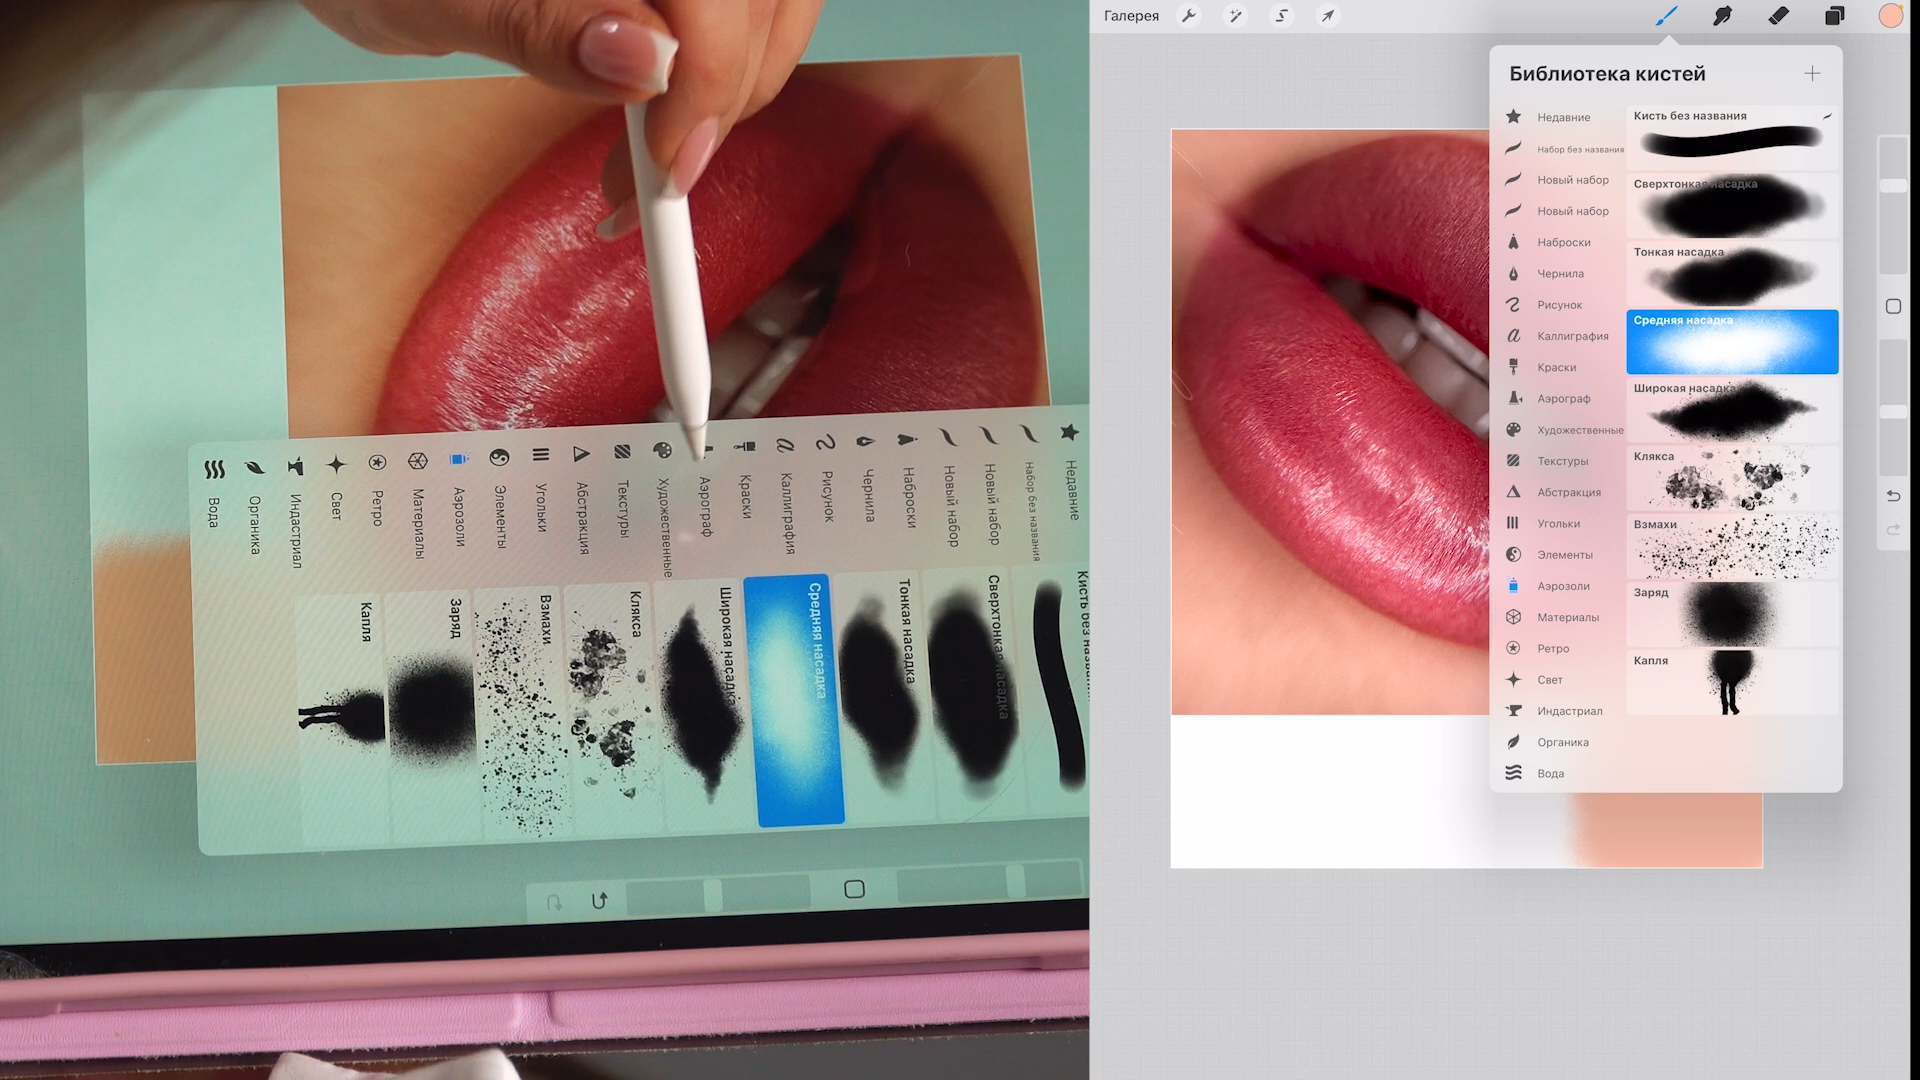 Недавние
Набор без названия
Новый набор
Новый набор
Наброски
Чернила
Рисунок
Каллиграфия
Краски
Аэрограф
Художественные
Текстуры
Абстракция
Угольки
Элементы
Аэрозоли
Материалы
Ретро
Свет
Индастриал
Органика
Вода
Кисть без
Сверхтонкая насадка
Тонкая насадка
Средняя насадка
Широкая насадка
Клякса
Взмахи
Заряд
Капля
Галерея
Библиотека кистей
Недавние
Набор без названия
Новый набор
Новый набор
Наброски
Чернила
Рисунок
Каллиграфия
Краски
Аэрограф
Художественные
Текстуры
Абстракция
Угольки
Элементы
Аэрозоли
Материалы
Ретро
Свет
Индастриал
Органика
Вода
Кисть без названия
Сверхтонкая насадка
Тонкая насадка
Средняя насадка
Широкая насадка
Клякса
Взмахи
Заряд
Капля